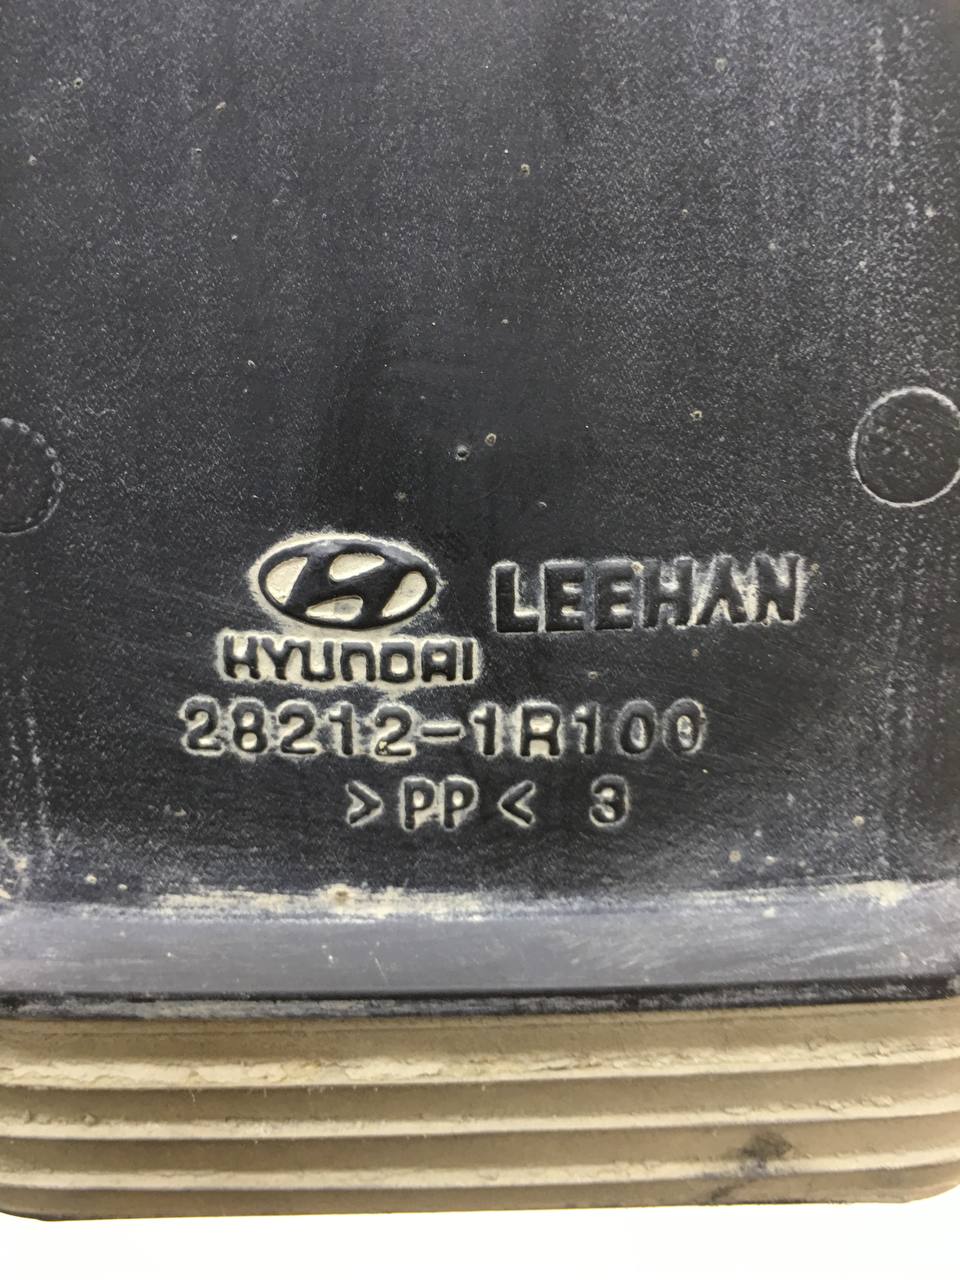 LEEHAN
HYUNDAI
28212-1R100
>PP< 3